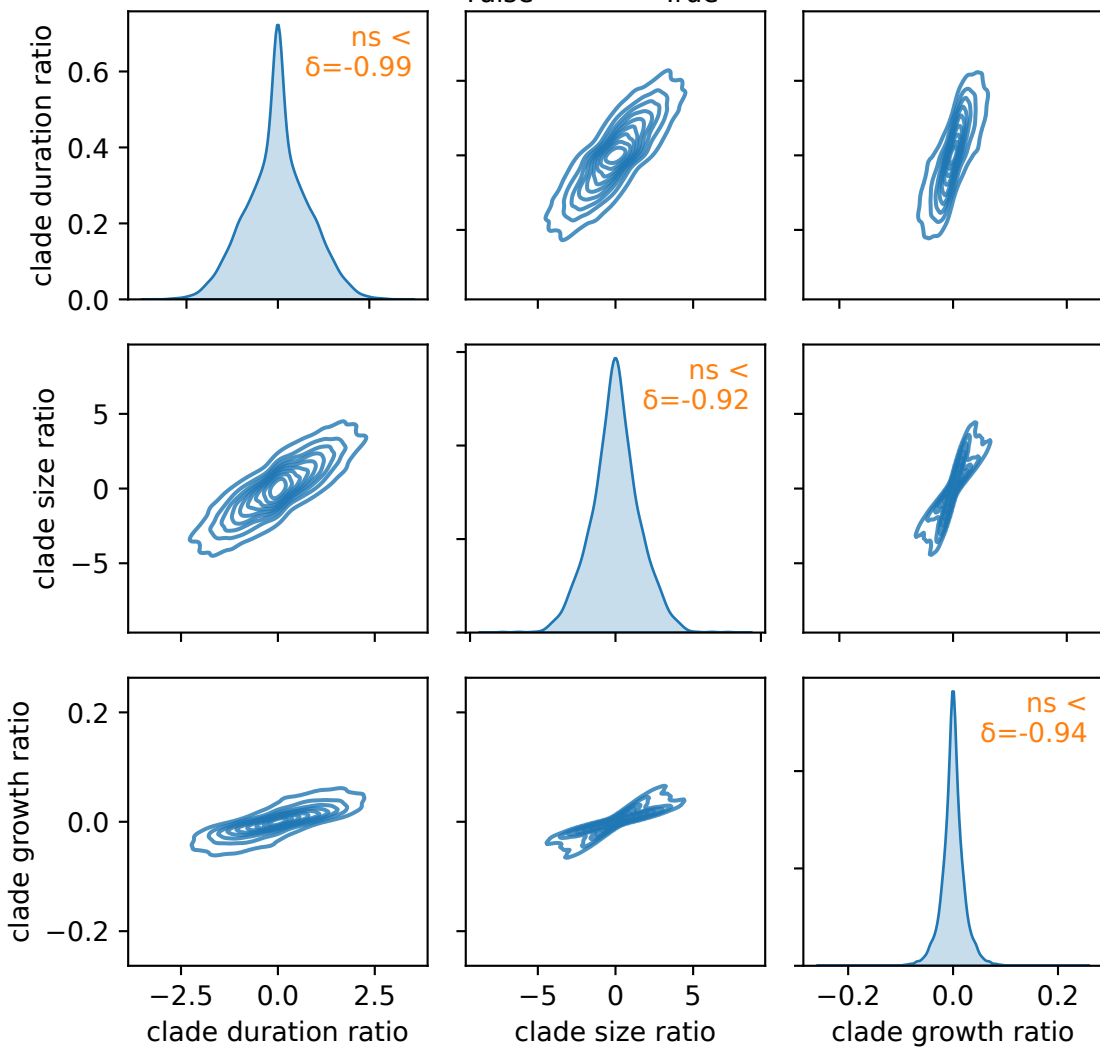 clade duration ratio
0.6
0.4
0.2
0.0
ns <
δ=-0.99
clade size ratio
5
0
−5
ns <
δ=-0.92
clade growth ratio
0.2
0.0
−0.2
ns <
δ=-0.94
−2.5 0.0 2.5
−5 0 5
−0.2 0.0 0.2
clade duration ratio
clade size ratio
clade growth ratio